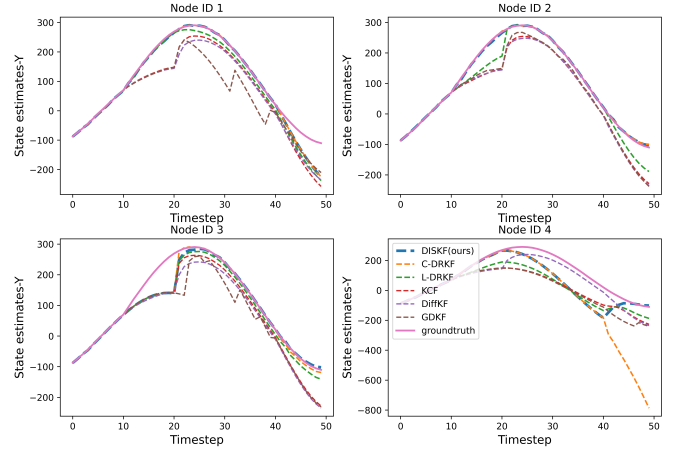 Node ID 1
State estimates-Y
300
200
100
0
−100
−200
0
10
20
30
40
50
Timestep
Node ID 2
State estimates-Y
300
200
100
0
−100
−200
0
10
20
30
40
50
Timestep
Node ID 3
State estimates-Y
300
200
100
0
−100
−200
0
10
20
30
40
50
Timestep
Node ID 4
State estimates-Y
200
0
−200
−400
−600
−800
0
10
20
30
40
50
Timestep
DISKF(ours)
C-DRKF
L-DRKF
KCF
DiffKF
GDKF
groundtruth